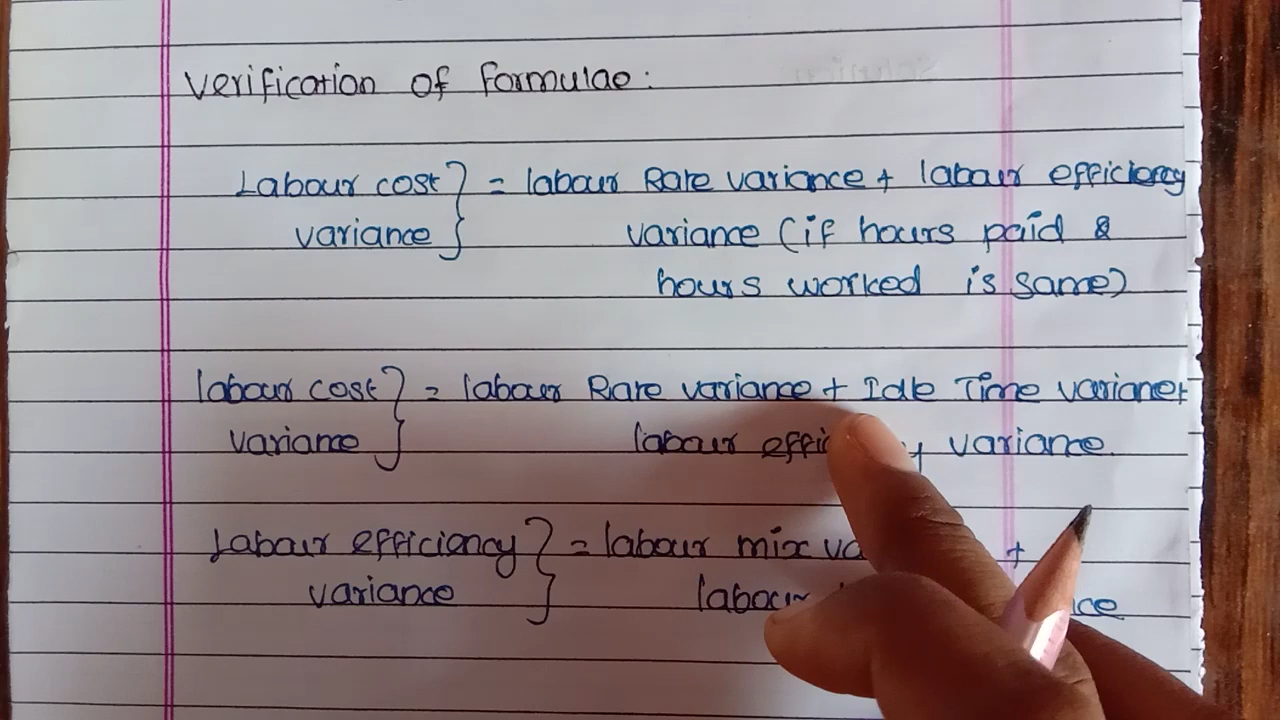 Verification of Formulae:
Labour cost } = labour Rate variance + labour efficiency
variance variance (if hours paid &
hours worked is same)
labour cost } = labour Rate variance + Idle Time variance +
variance labour variance
Labour efficiency } = labour mix +
variance labour